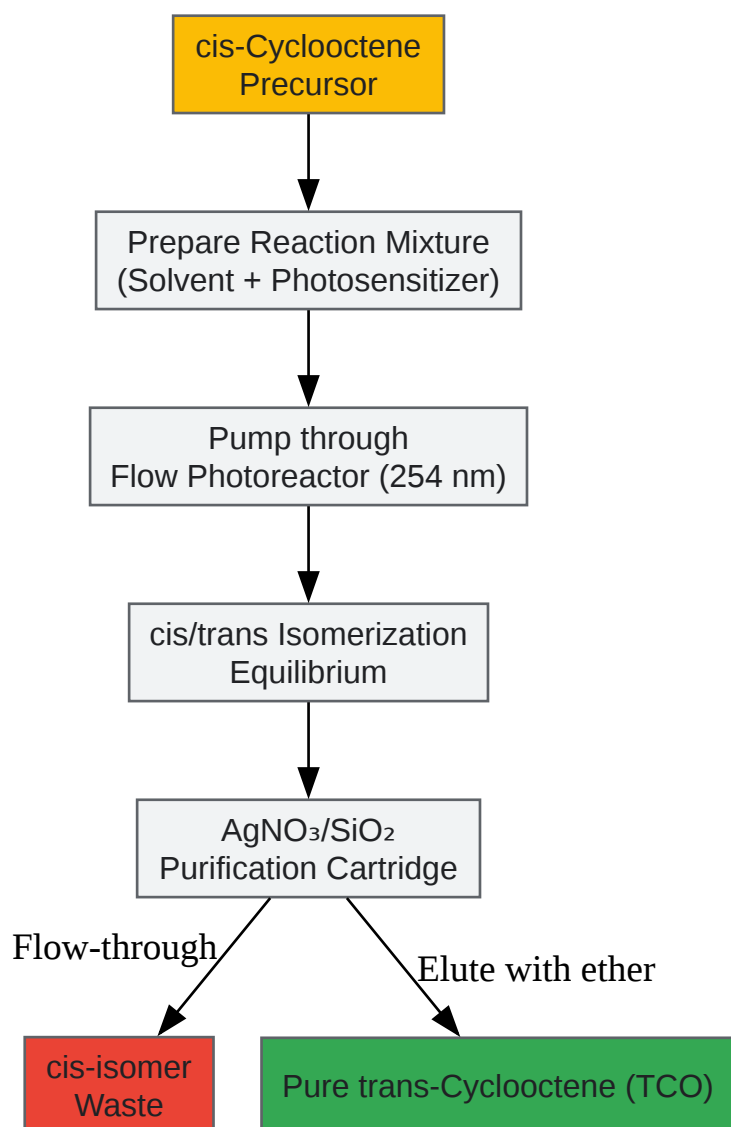 cis-Cyclooctene
Precursor
Prepare Reaction Mixture
(Solvent + Photosensitizer)
Pump through
Flow Photoreactor (254 nm)
cis/trans Isomerization
Equilibrium
AgNO₃/SiO₂
Purification Cartridge
Flow-through
Elute with ether
cis-isomer
Waste
Pure trans-Cyclooctene (TCO)